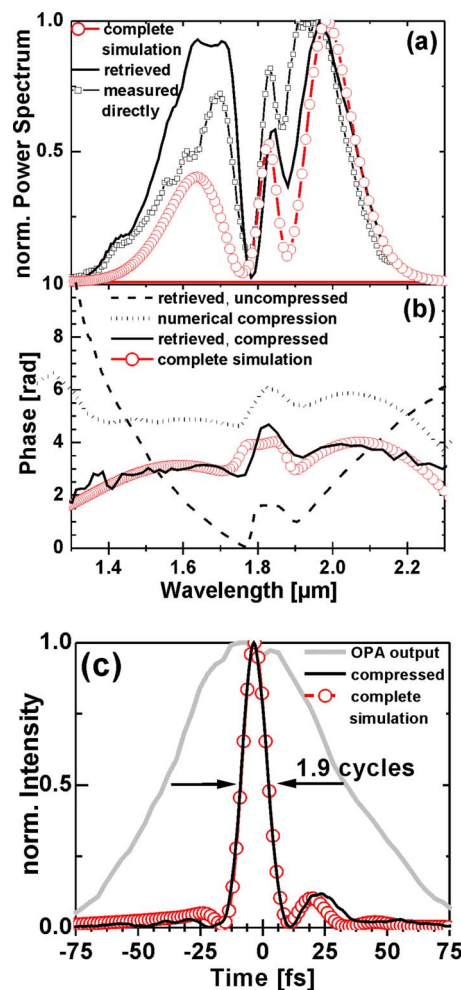 (a)
complete
simulation
retrieved
measured
directly
norm. Power Spectrum
1.0
0.5
10
(b)
retrieved, uncompressed
numerical compression
retrieved, compressed
complete simulation
Phase [rad]
8
6
4
2
0
1.4 1.6 1.8 2.0 2.2
Wavelength [µm]
(c)
OPA output
compressed
complete
simulation
1.9 cycles
norm. Intensity
1.0
0.5
0.0
-75 -50 -25 0 25 50 75
Time [fs]